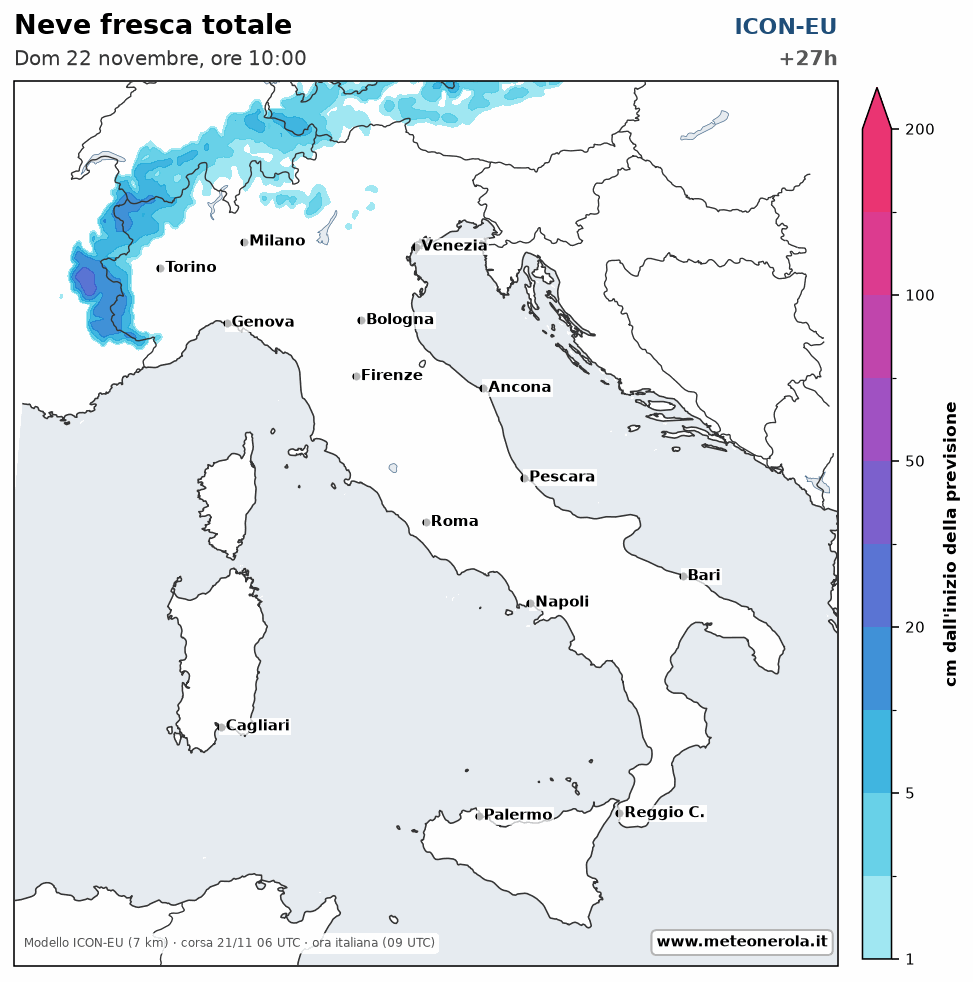 Neve fresca totale
ICON-EU
Dom 22 novembre, ore 10:00
+27h
200
100
50
20
5
1
cm dall'inizio della previsione
Milano
Venezia
Torino
Genova
Bologna
Firenze
Ancona
Pescara
Roma
Bari
Napoli
Cagliari
Palermo
Reggio C.
Modello ICON-EU (7 km) · corsa 21/11 06 UTC · ora italiana (09 UTC)
www.meteonerola.it